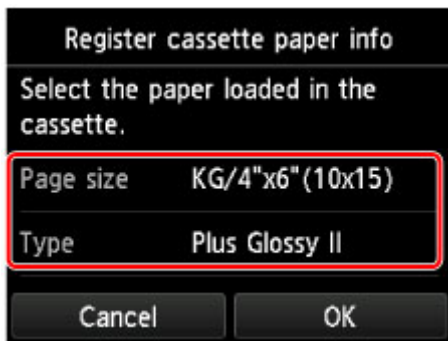 Register cassette paper info
Select the paper loaded in the
cassette.
Page size KG/4"x6"(10x15)
Type Plus Glossy II
Cancel OK